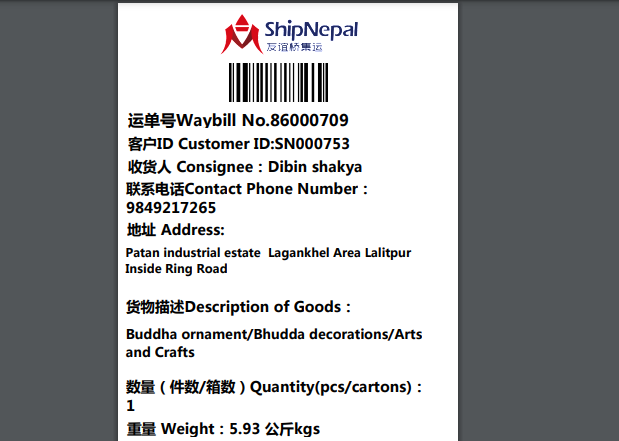 ShipNepal
友谊桥集运
运单号Waybill No.86000709
客户ID Customer ID:SN000753
收货人 Consignee：Dibin shakya
联系电话Contact Phone Number：
9849217265
地址 Address:
Patan industrial estate  Lagankhel Area Lalitpur
Inside Ring Road
货物描述Description of Goods：
Buddha ornament/Bhudda decorations/Arts
and Crafts
数量（件数/箱数）Quantity(pcs/cartons)：
1
重量 Weight：5.93 公斤kgs